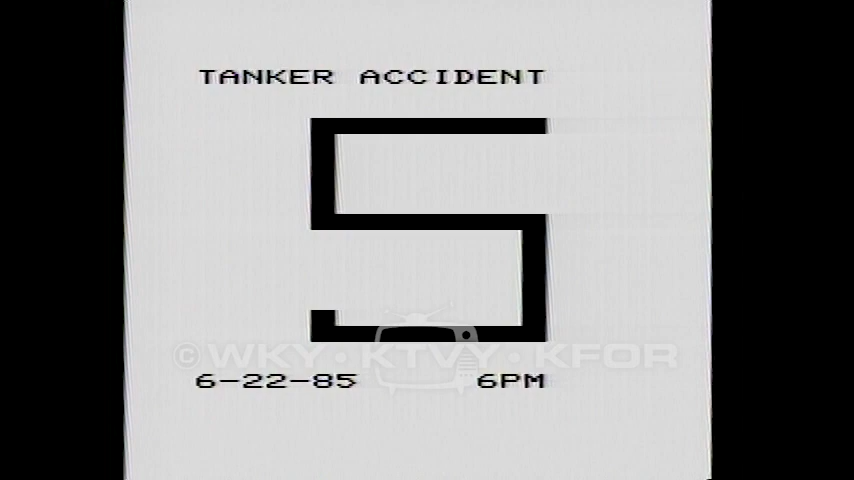 TANKER ACCIDENT
5
© WKY • KTVY • KFOR
6-22-85 6PM